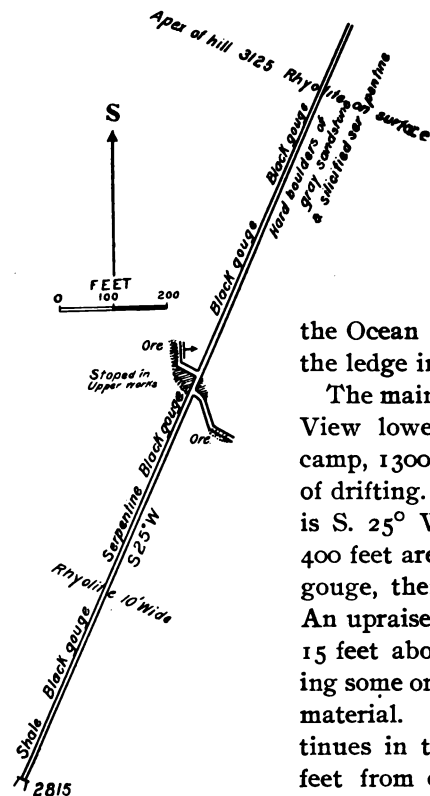 Apex of hill 3125 Rhyolite on surface
S
FEET
0 100 200
Black gouge
Hard boulders of
gray sandstone
& silicified serpentine
Black gouge
Ore
Stoped in
Upper works
Ore
Black gouge
Serpentine
S 25° W
Rhyolite 10' Wide
Black gouge
Shale
2815
the Ocean
the ledge in
The main
View lowe
camp, 1300
of drifting.
is S. 25° W
400 feet are
gouge, the
An upraise
15 feet abo
ing some or
material.
tinues in t
feet from